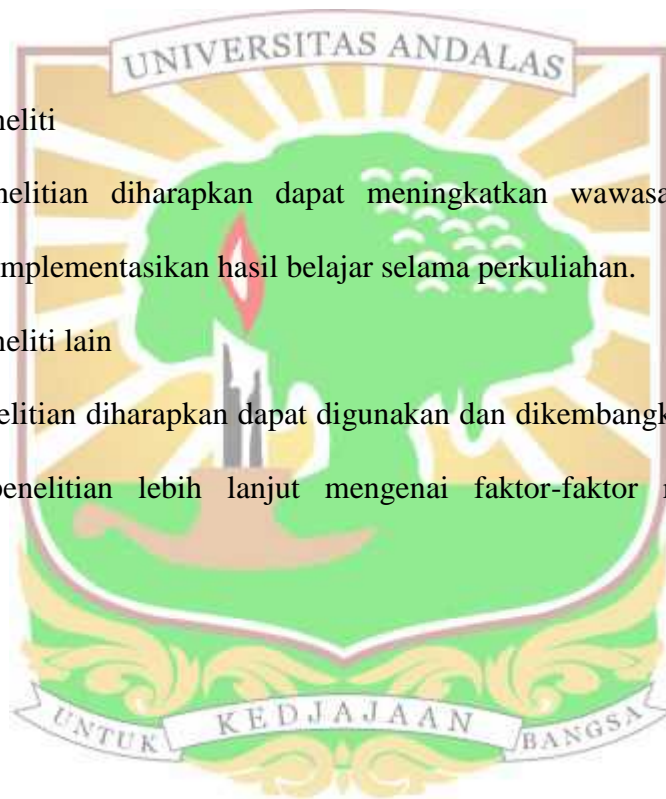 UNIVERSITAS ANDALAS
neliti
nelitian diharapkan dapat meningkatkan wawasa
implementasikan hasil belajar selama perkuliahan.
neliti lain
elitian diharapkan dapat digunakan dan dikembangk
penelitian lebih lanjut mengenai faktor-faktor
UNTUK KEDJAJAAN BANGSA